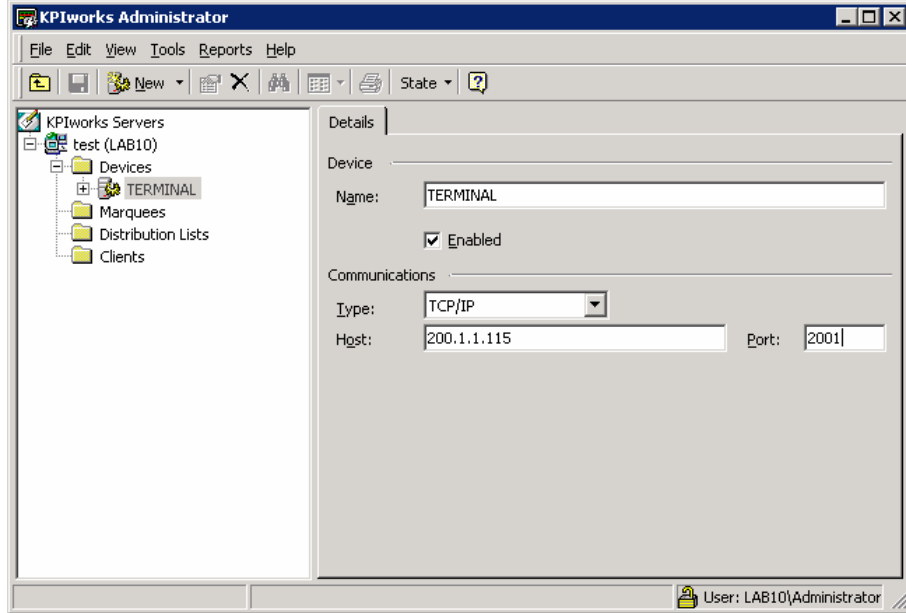 KPIworks Administrator
File Edit View Tools Reports Help
New State
KPIworks Servers
test (LAB10)
Devices
TERMINAL
Marquees
Distribution Lists
Clients
Details
Device
Name: TERMINAL
Enabled
Communications
Type: TCP/IP
Host: 200.1.1.115 Port: 2001
User: LAB10\Administrator